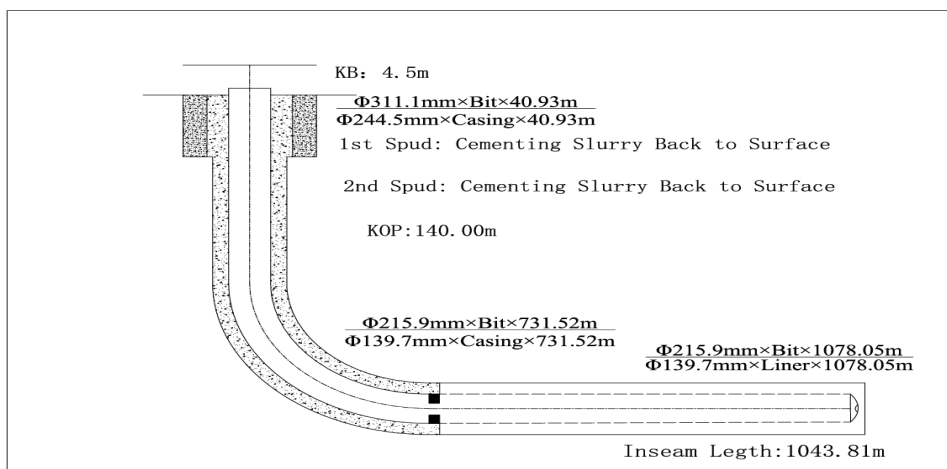 KB: 4.5m
Φ311.1mm×Bit×40.93m
Φ244.5mm×Casing×40.93m
1st Spud: Cementing Slurry Back to Surface
2nd Spud: Cementing Slurry Back to Surface
KOP:140.00m
Φ215.9mm×Bit×731.52m
Φ139.7mm×Casing×731.52m
Φ215.9mm×Bit×1078.05m
Φ139.7mm×Liner×1078.05m
Inseam Legth:1043.81m